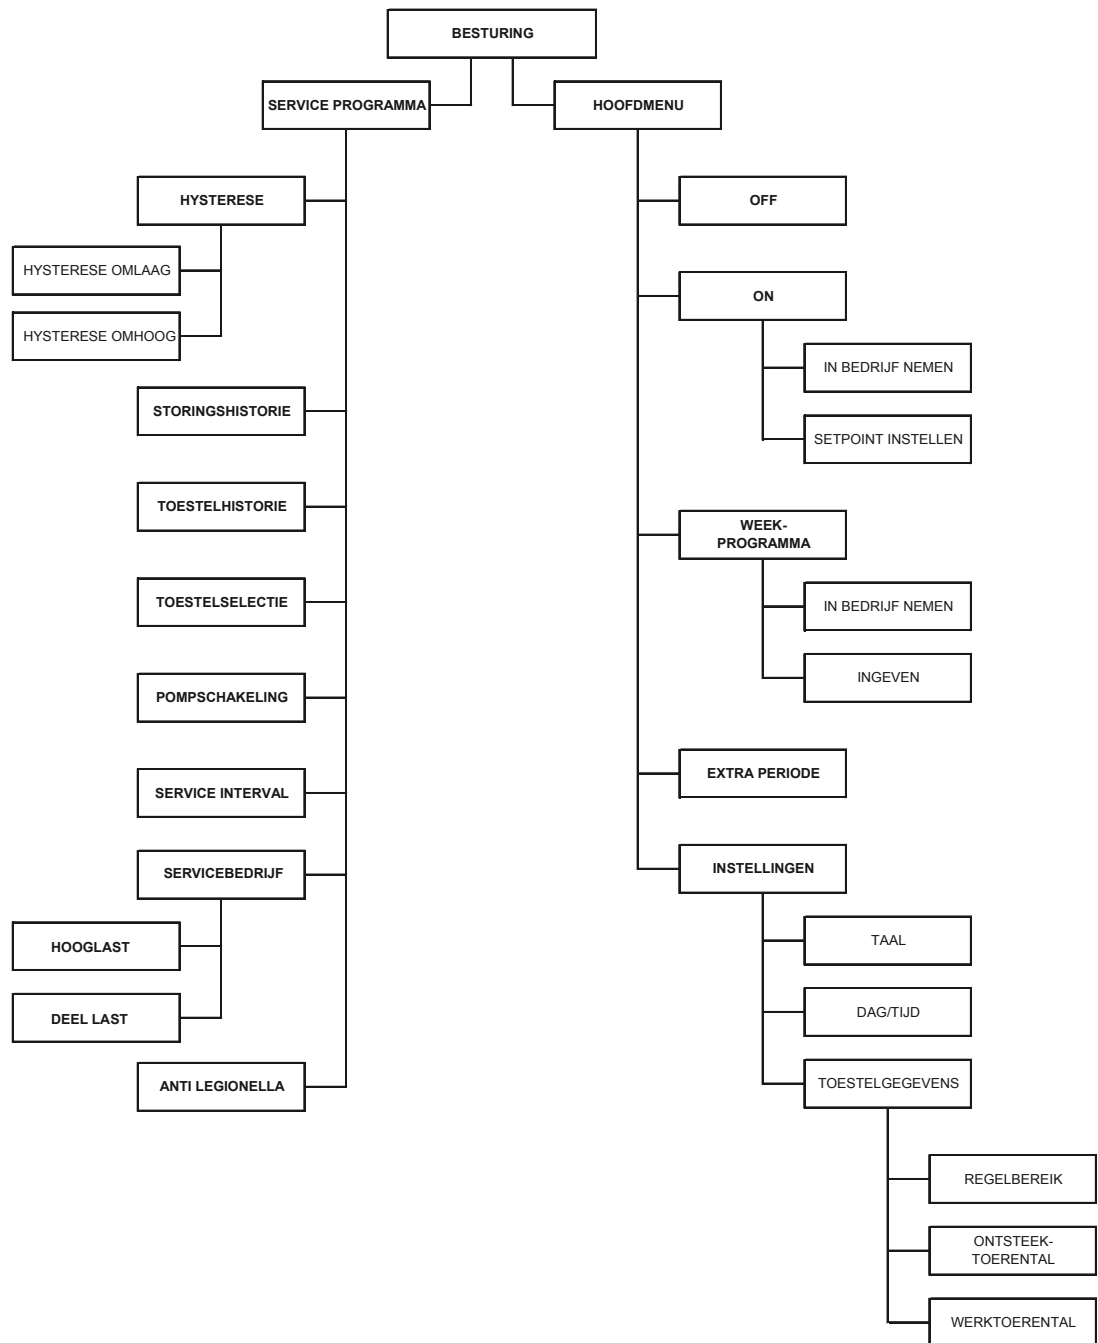 BESTURING
SERVICE PROGRAMMA
HOOFDMENU
HYSTERESE
HYSTERESE OMLAAG
HYSTERESE OMHOOG
STORINGSHISTORIE
TOESTELHISTORIE
TOESTELSELECTIE
POMPSCHAKELING
SERVICE INTERVAL
SERVICEBEDRIJF
HOOGLAST
DEEL LAST
ANTI LEGIONELLA
OFF
ON
IN BEDRIJF NEMEN
SETPOINT INSTELLEN
WEEK-
PROGRAMMA
IN BEDRIJF NEMEN
INGEVEN
EXTRA PERIODE
INSTELLINGEN
TAAL
DAG/TIJD
TOESTELGEGEVENS
REGELBEREIK
ONTSTEEK-
TOERENTAL
WERKTOERENTAL